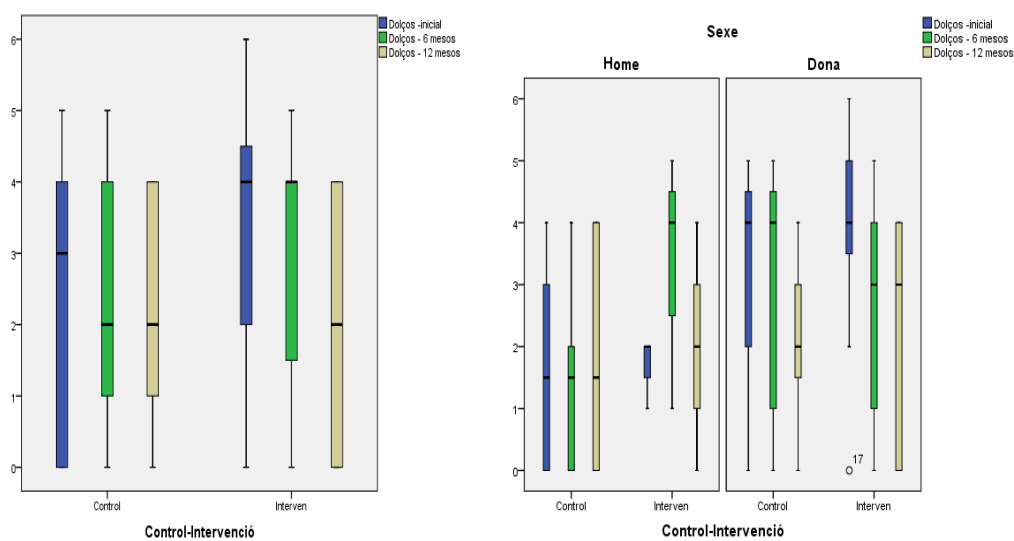 Dolços -inicial
Dolços - 6 mesos
Dolços - 12 mesos
6
5
4
3
2
1
0
Control
Interven
Control-Intervenció
Sexe
Home
Dona
Dolços -inicial
Dolços - 6 mesos
Dolços - 12 mesos
6
5
4
3
2
1
0
17
Control
Interven
Control
Interven
Control-Intervenció